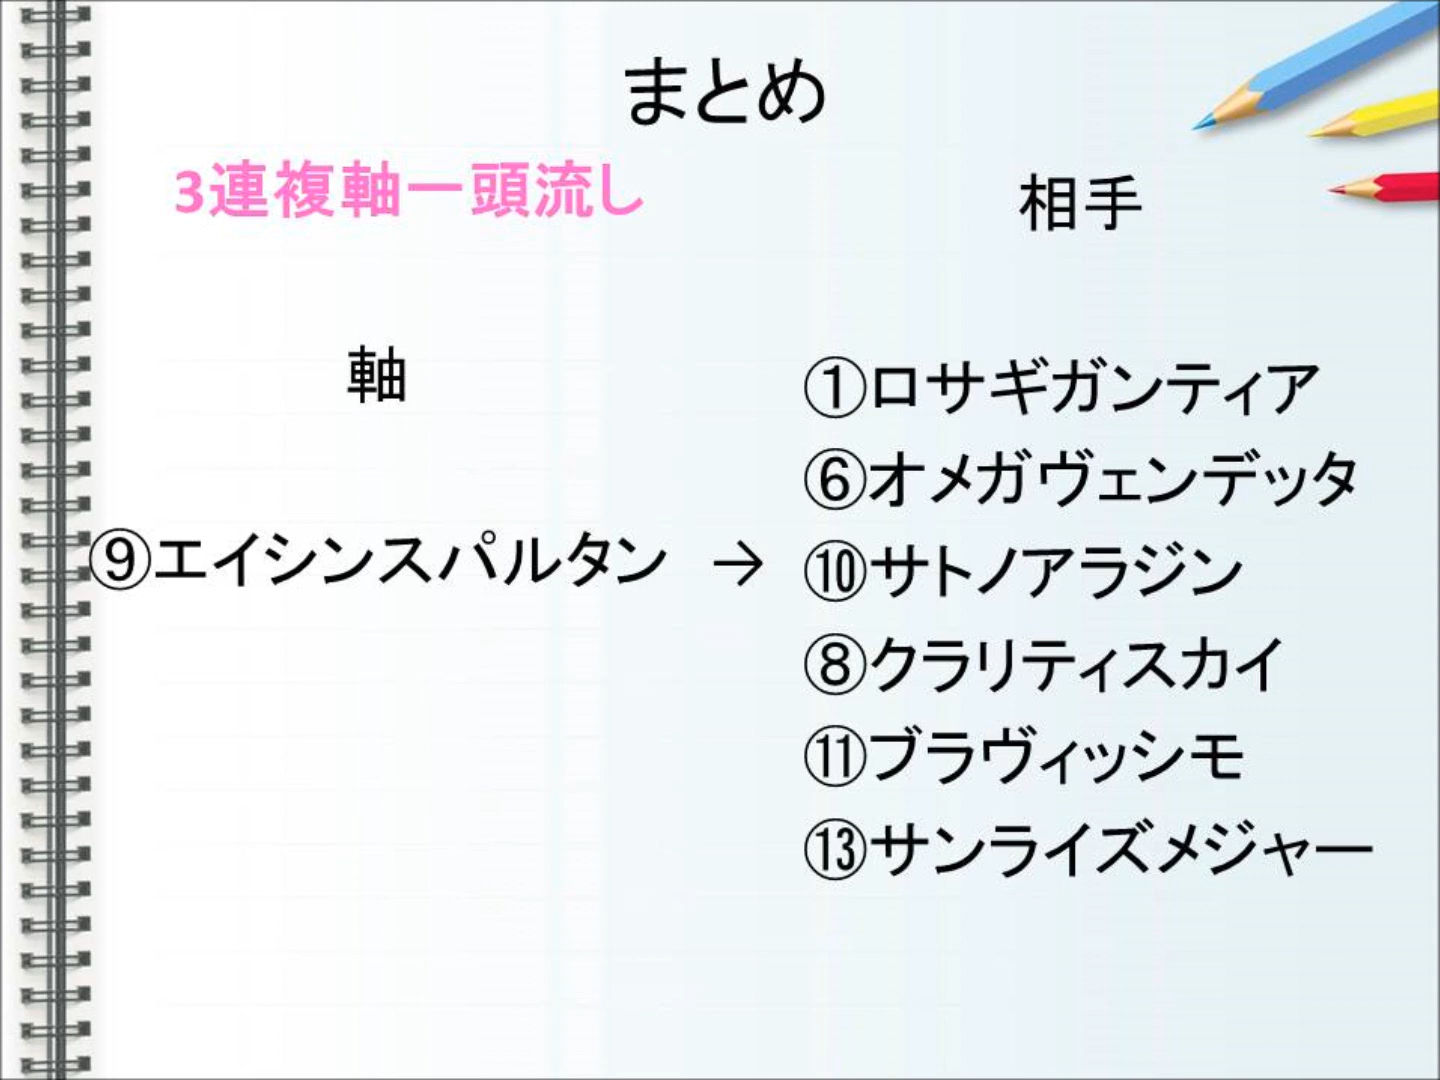 まとめ
3連複軸一頭流し
軸
⑨エイシンスパルタン →
相手
①ロサギガンティア
⑥オメガヴェンデッタ
⑩サトノアラジン
⑧クラリティスカイ
⑪ブラヴィッシモ
⑬サンライズメジャー